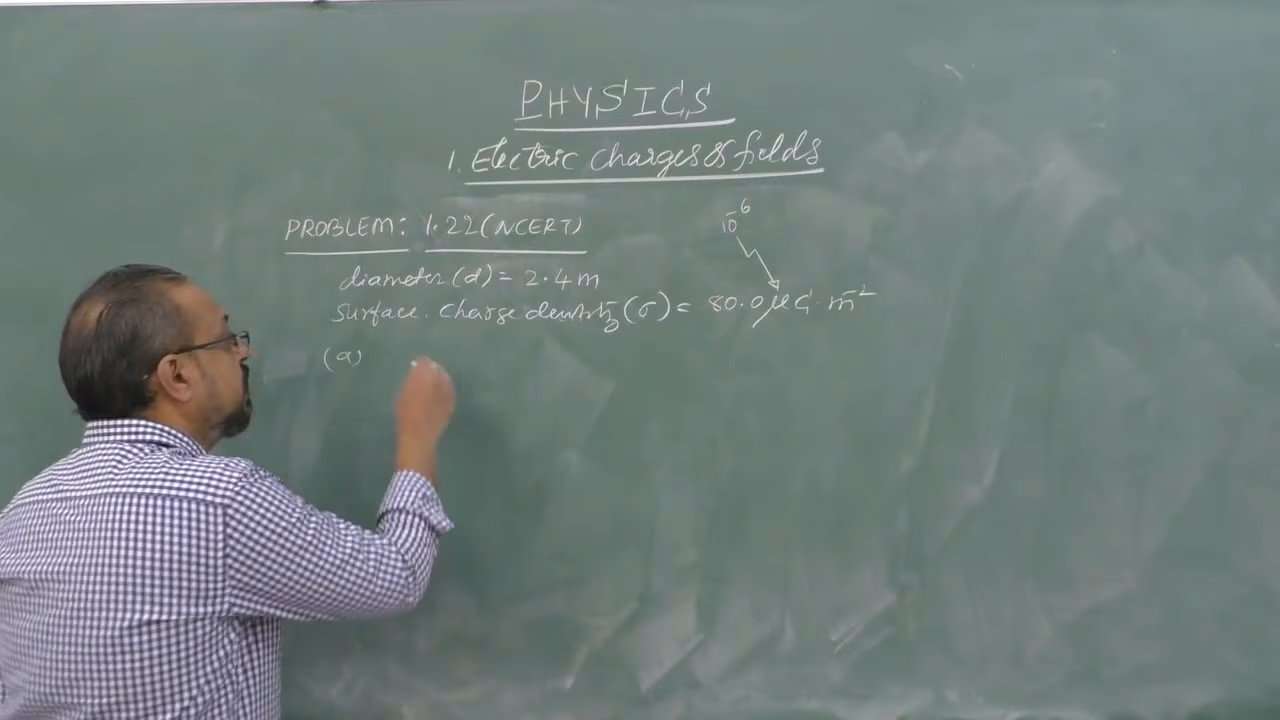 PHYSICS
1. Electric charges & fields
PROBLEM: 1.22 (NCERT)
10⁻⁶
diameter (d) = 2.4 m
Surface. Charge density (σ) = 80.0 μC. m⁻²
(a)